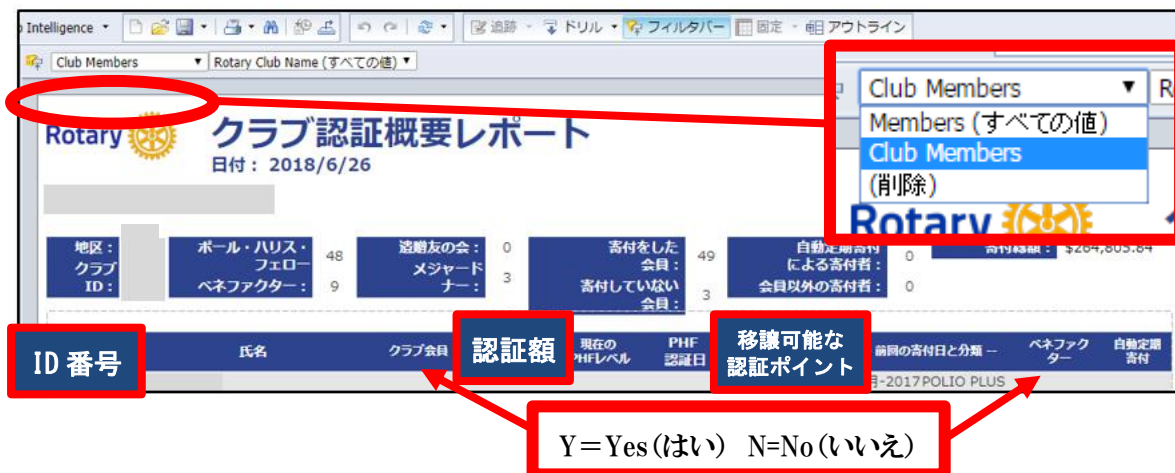 Intelligence
追跡 ドリル フィルタバー 固定 アウトライン
Club Members Rotary Club Name (すべての値)
Club Members
Members (すべての値)
Club Members
(削除)
Rotary
Rotary
クラブ認証概要レポート
日付： 2018/6/26
地区：
クラブ
ID：
ポール・ハリス・
フェロー
48
ベネファクター：
9
遺贈友の会：
0
メジャード
ナー：
3
寄付をした
会員：
49
寄付していない
会員：
3
自動定期寄付
による寄付者：
0
会員以外の寄付者：
0
寄付総額： $264,805.84
ID 番号
氏名
クラブ会員
認証額
現在の
PHFレベル
PHF
認証日
移譲可能な
認証ポイント
前回の寄付日と分類 --
ベネファク
ター
自動定期
寄付
月-2017POLIO PLUS
Y＝Yes(はい) N=No(いいえ)